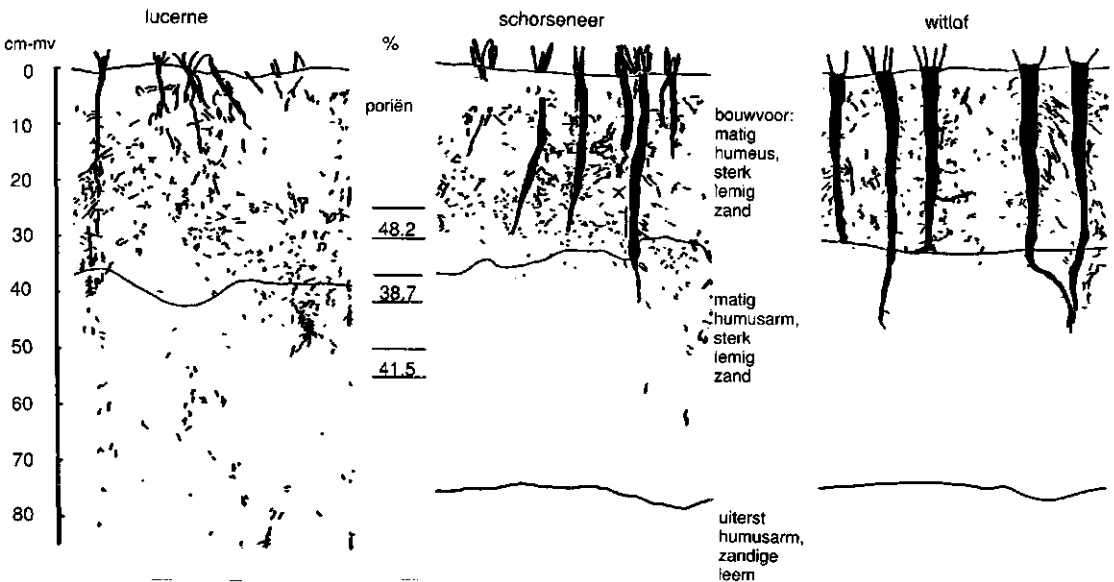 lucerne
schorseneer
witlof
cm-mv
%
0
poriën
10
20
30
40
50
60
70
80
48.2
38.7
41.5
bouwvoor:
matig
humeus,
sterk
lemig
zand
matig
humusarm,
sterk
lemig
zand
uiterst
humusarm,
zandige
leem